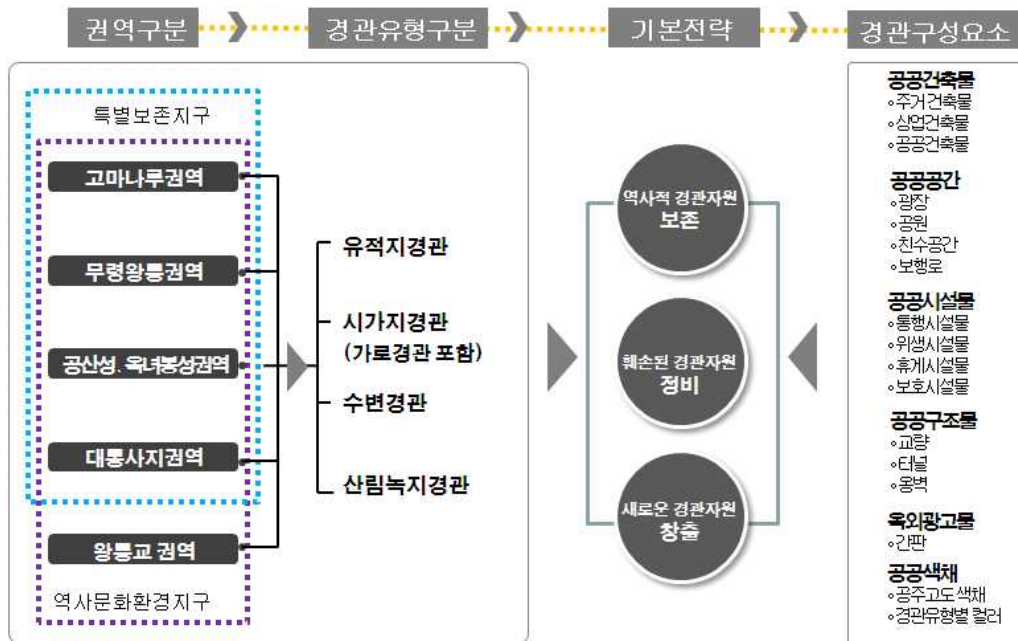 권역구분
경관유형구분
기본전략
경관구성요소
특별보존지구
고마나루권역
무령왕릉권역
공산성. 옥녀봉성권역
대통사지권역
왕릉교 권역
역사문화환경지구
유적지경관
시가지경관
(가로경관 포함)
수변경관
산림녹지경관
역사적 경관자원
보존
훼손된 경관자원
정비
새로운 경관자원
창출
공공건축물
∘주거건축물
∘상업건축물
∘공공건축물
공공공간
∘광장
∘공원
∘친수공간
∘보행로
공공시설물
∘통행시설물
∘위생시설물
∘휴게시설물
∘보호시설물
공공구조물
∘교량
∘터널
∘옹벽
옥외광고물
∘간판
공공색채
∘공주고도 색채
∘경관유형별 컬러